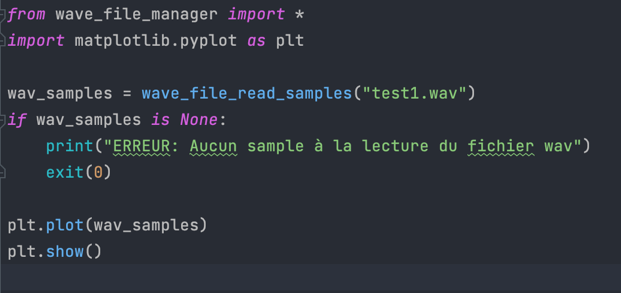 from wave_file_manager import *
import matplotlib.pyplot as plt
wav_samples = wave_file_read_samples("test1.wav")
if wav_samples is None:
print("ERREUR: Aucun sample à la lecture du fichier wav")
exit(0)
plt.plot(wav_samples)
plt.show()